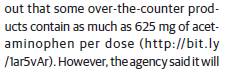 out that some over-the-counter prod-
ucts contain as much as 625 mg of acet-
aminophen per dose (http://bit.ly
/1ar5vAr). However, the agency said it will